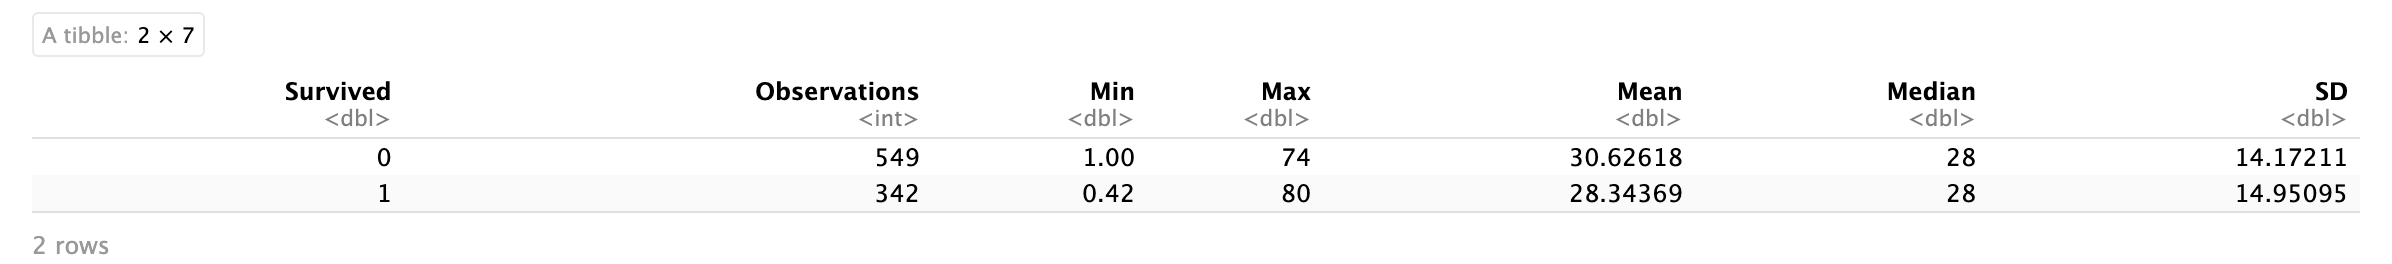 A tibble: 2 × 7
Survived Observations Min Max Mean Median SD
<dbl> <int> <dbl> <dbl> <dbl> <dbl> <dbl>
0 549 1.00 74 30.62618 28 14.17211
1 342 0.42 80 28.34369 28 14.95095
2 rows